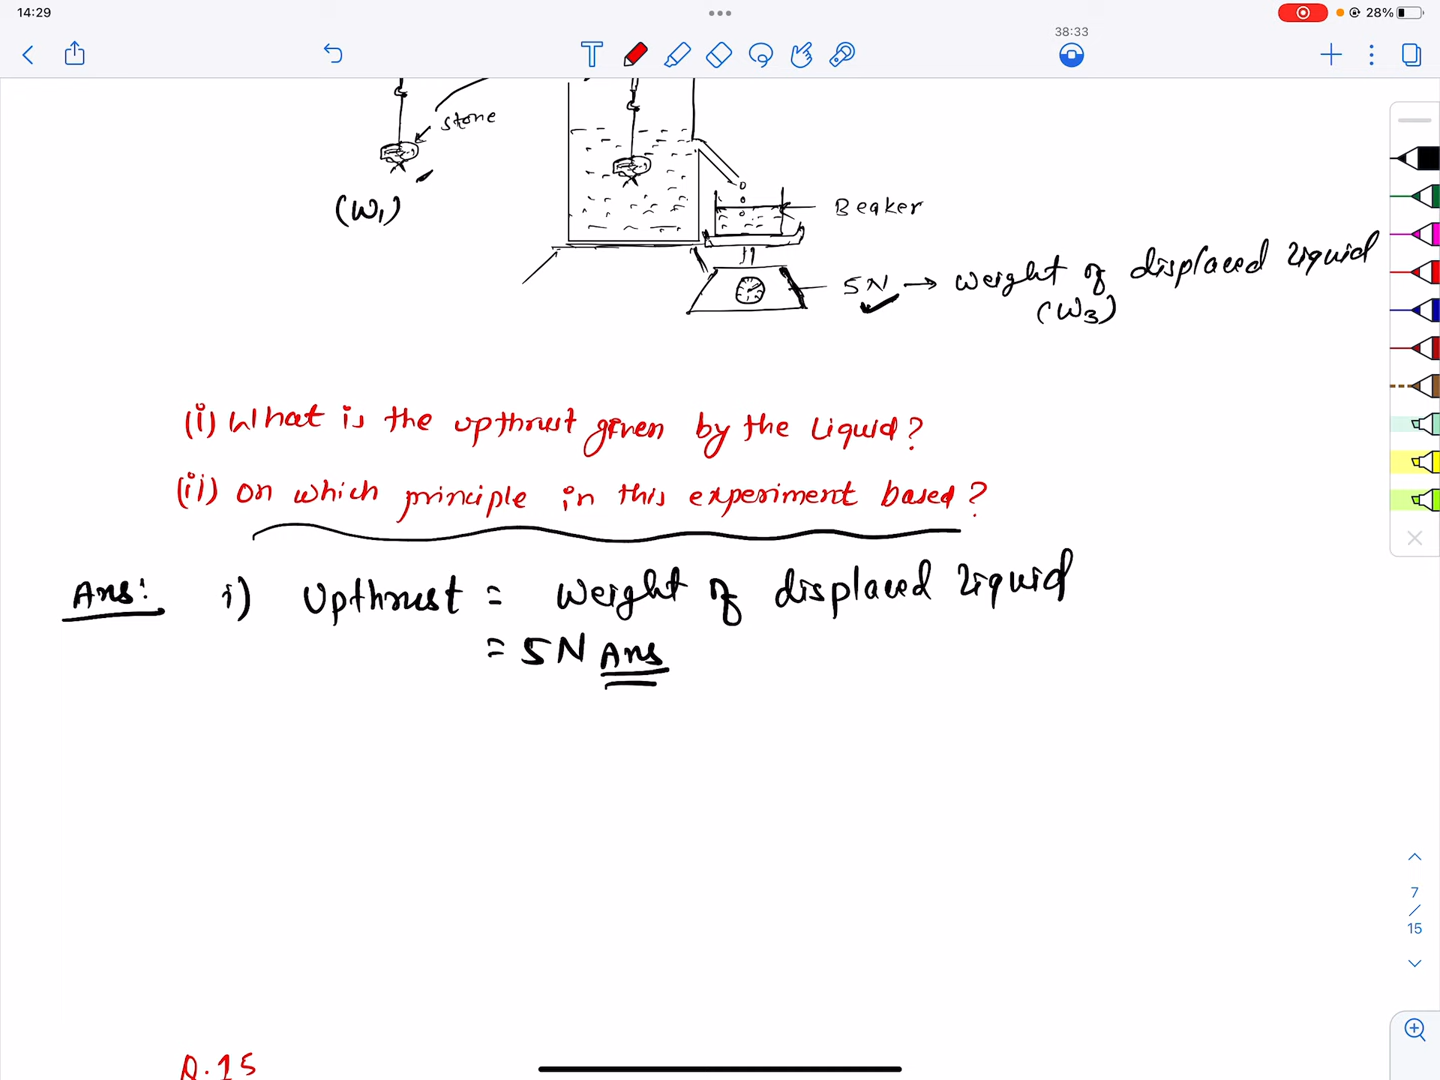 14:29
28%
38:33
Stone
(W₁)
Beaker
5N → Weight of displaced liquid
(W₃)
(i) What is the upthrust given by the Liquid?
(ii) on which principle in this experiment based?
Ans: i) Upthrust = Weight of displaced liquid
= 5N Ans
7
/
15
Q.15